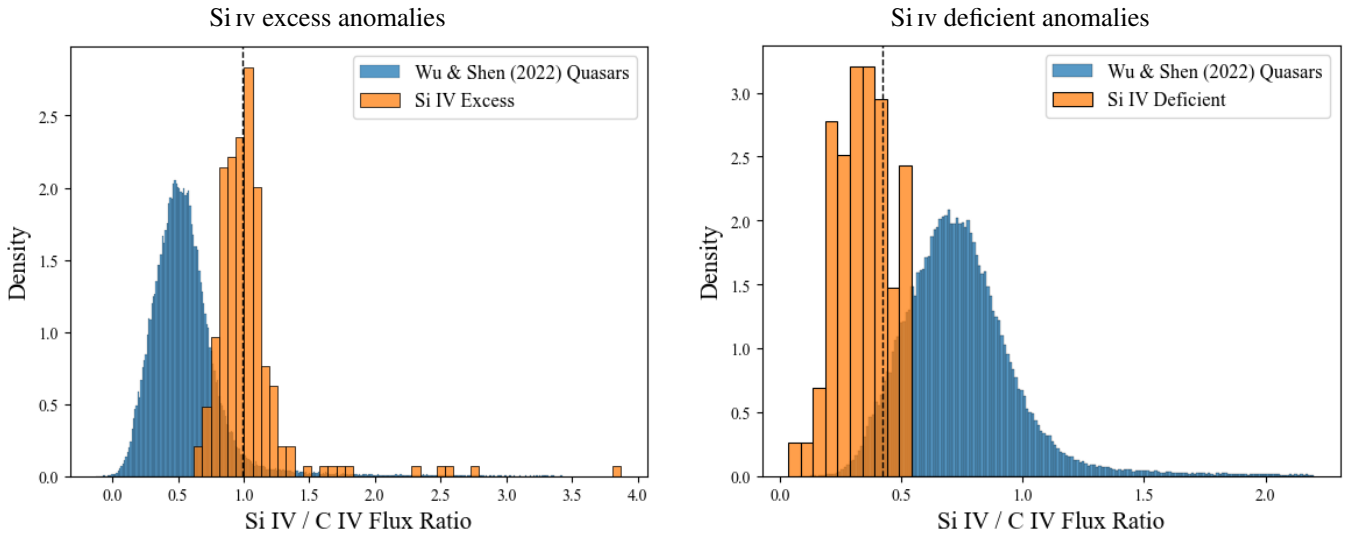 Si IV excess anomalies
Wu & Shen (2022) Quasars
Si IV Excess
Density
2.5
2.0
1.5
1.0
0.5
0.0
0.0 0.5 1.0 1.5 2.0 2.5 3.0 3.5 4.0
Si IV / C IV Flux Ratio
Si IV deficient anomalies
Wu & Shen (2022) Quasars
Si IV Deficient
Density
3.0
2.5
2.0
1.5
1.0
0.5
0.0
0.0 0.5 1.0 1.5 2.0
Si IV / C IV Flux Ratio